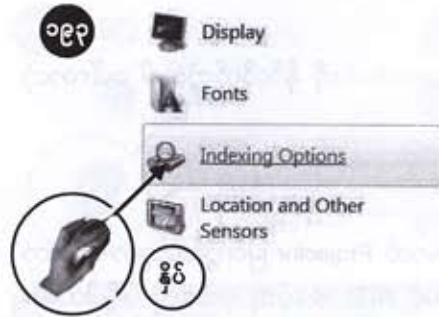 ၁၉၃
Display
Fonts
Indexing Options
Location and Other
Sensors
နှိပ်